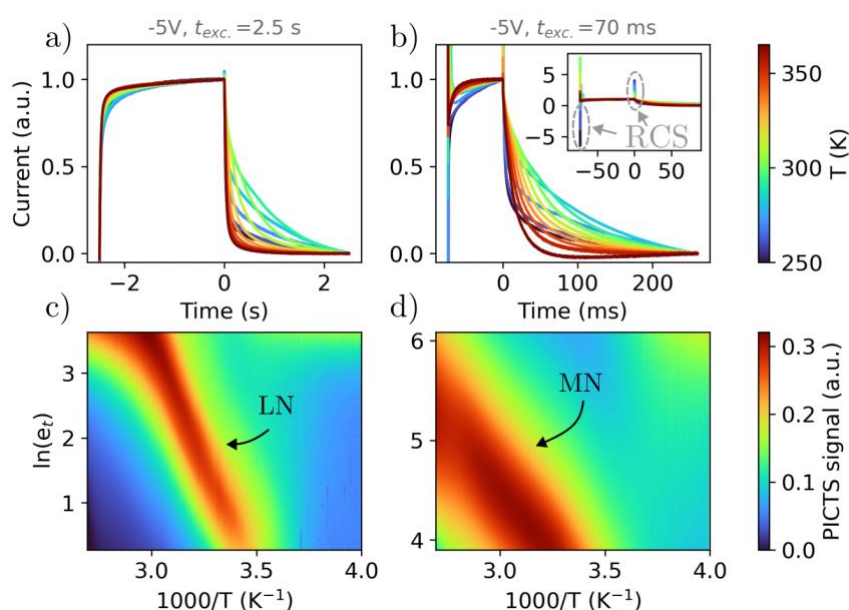 a)
-5V, t_exc.=2.5 s
b)
-5V, t_exc.=70 ms
Current (a.u.)
1.0
0.5
0.0
−2
0
2
Time (s)
1.0
0.5
0.0
0
100
200
Time (ms)
5
0
−5
−50
0
50
RCS
350
300
250
T (K)
c)
ln(e_t)
3
2
1
LN
3.0
3.5
4.0
1000/T (K⁻¹)
d)
6
5
4
MN
3.0
3.5
4.0
1000/T (K⁻¹)
0.3
0.2
0.1
0.0
PICTS signal (a.u.)